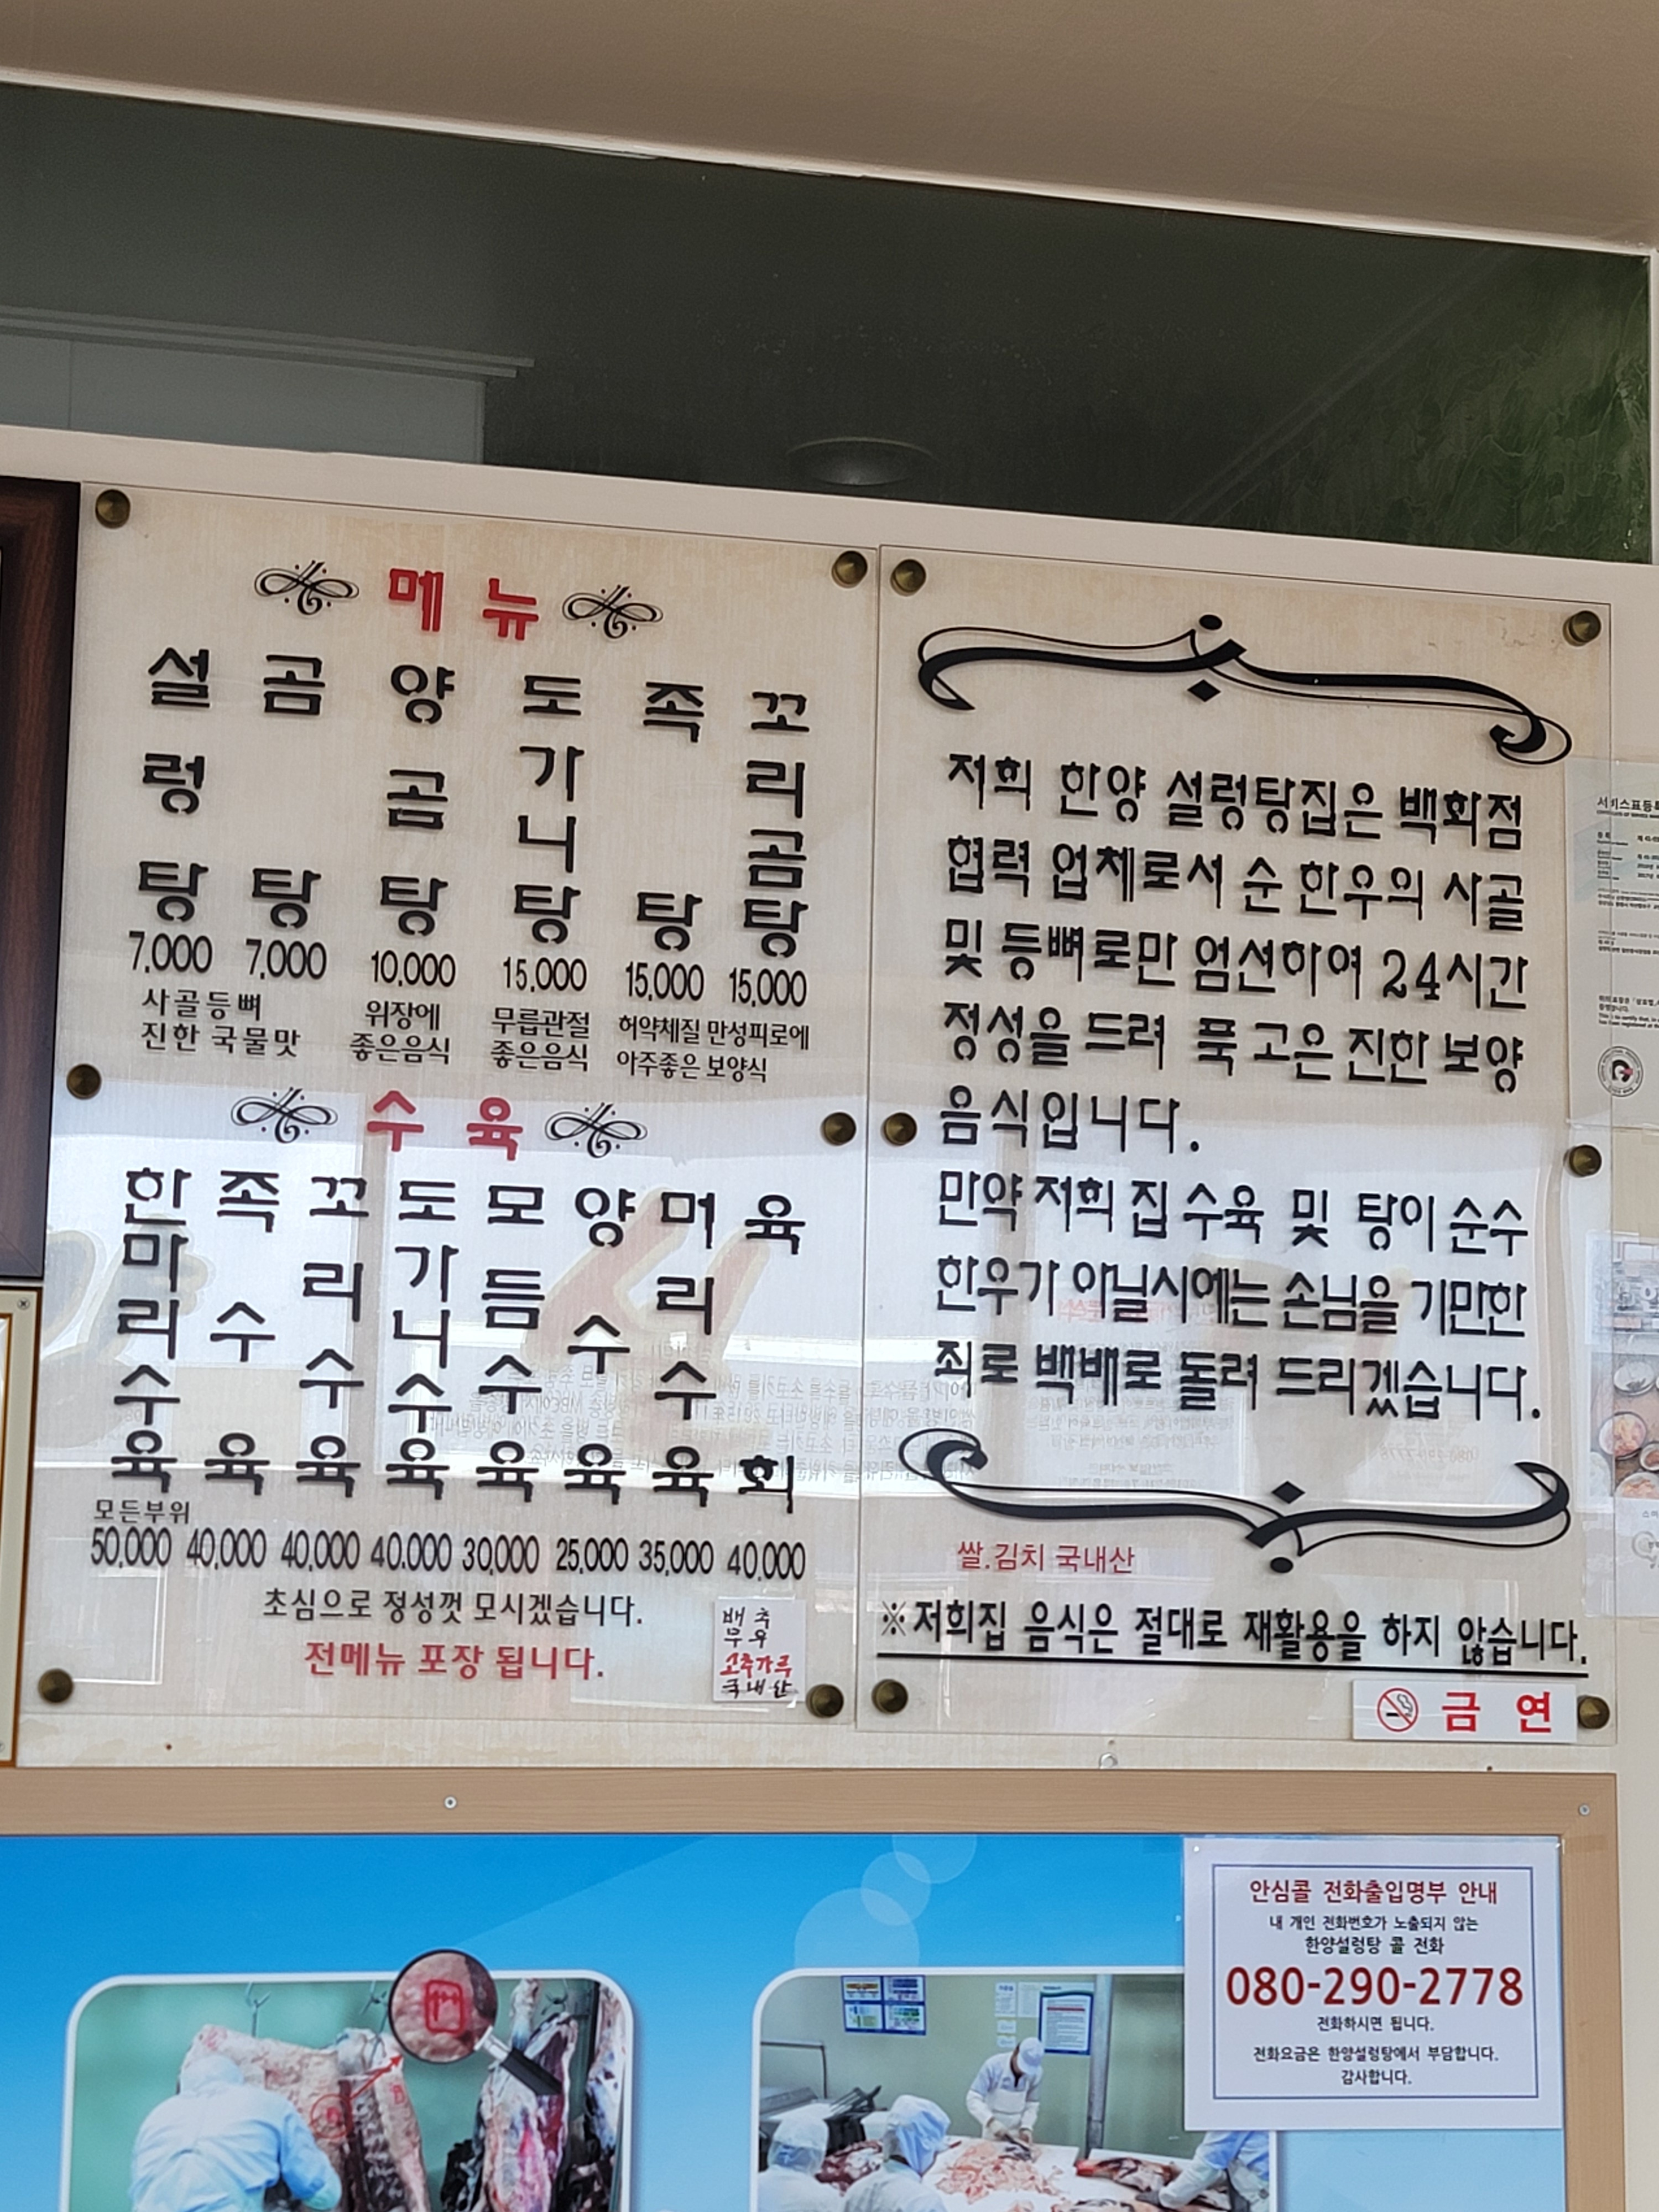 메뉴
설렁탕 7,000
곰탕 7,000
사골등뼈
진한 국물맛
양곰탕 10,000
위장에
좋은음식
도가니탕 15,000
무릎관절
좋은음식
족탕 15,000
꼬리곰탕 15,000
허약체질 만성피로에
아주좋은 보양식
수육
한마리수육 모든부위 50,000
족수육 40,000
꼬리수육 40,000
도가니수육 40,000
모듬수육 30,000
양수육 25,000
머리수육 35,000
육회 40,000
초심으로 정성껏 모시겠습니다.
전메뉴 포장 됩니다.
배추
무우
고추가루
국내산
저희 한양 설렁탕집은 백화점
협력 업체로서 순 한우의 사골
및 등뼈로만 엄선하여 24시간
정성을 드려 푹 고은 진한 보양
음식입니다.
만약 저희 집 수육 및 탕이 순수
한우가 아닐시에는 손님을 기만한
죄로 백배로 돌려 드리겠습니다.
쌀.김치 국내산
※저희집 음식은 절대로 재활용을 하지 않습니다.
금 연
서비스표등록
안심콜 전화출입명부 안내
내 개인 전화번호가 노출되지 않는
한양설렁탕 콜 전화
080-290-2778
전화하시면 됩니다.
전화요금은 한양설렁탕에서 부담합니다.
감사합니다.